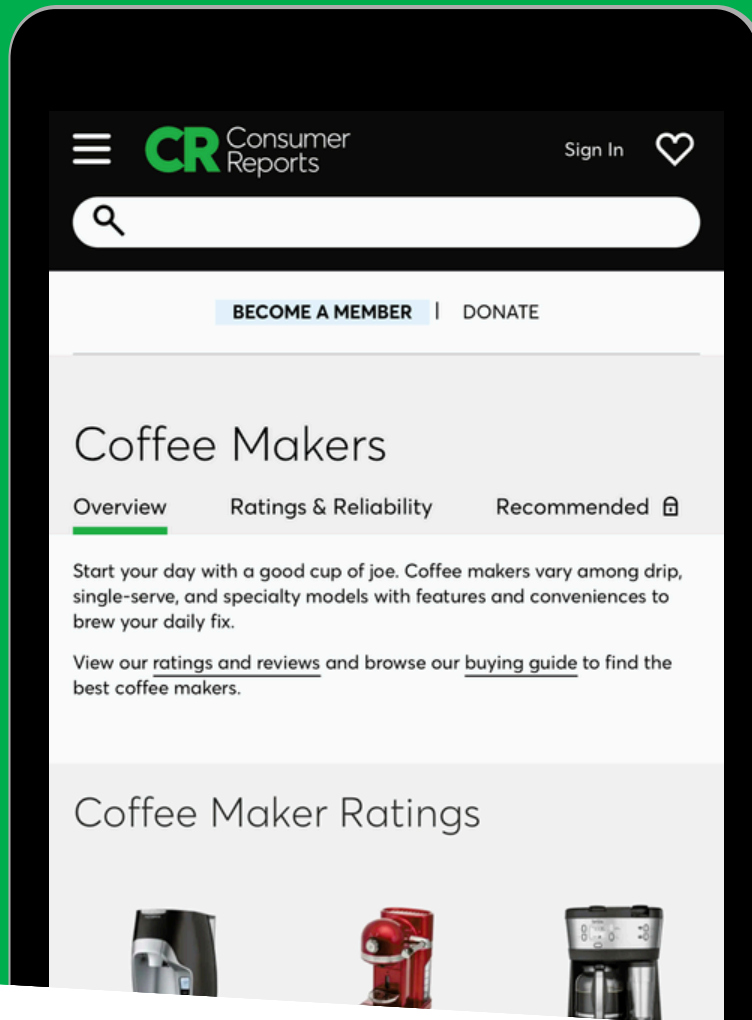 CR Consumer
Reports
Sign In
BECOME A MEMBER | DONATE
Coffee Makers
Overview Ratings & Reliability Recommended
Start your day with a good cup of joe. Coffee makers vary among drip,
single-serve, and specialty models with features and conveniences to
brew your daily fix.
View our ratings and reviews and browse our buying guide to find the
best coffee makers.
Coffee Maker Ratings